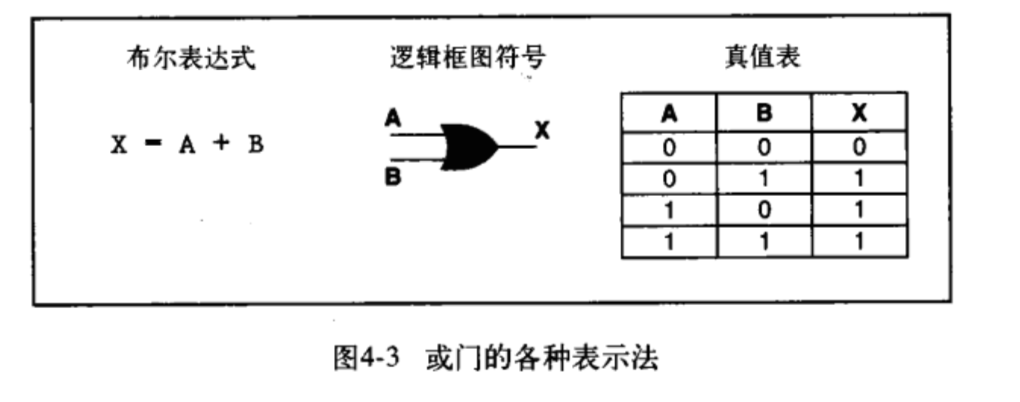 布尔表达式 逻辑框图符号 真值表
X = A + B
A
B
X
A B X
0 0 0
0 1 1
1 0 1
1 1 1
图4-3 或门的各种表示法